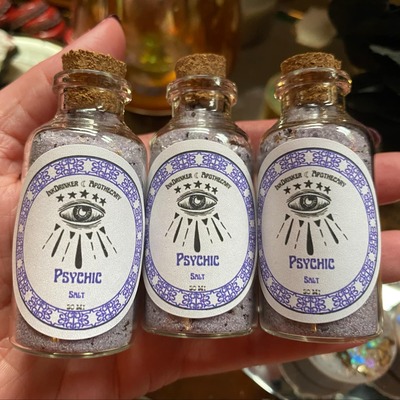 InkDrinker & Apothecary
Psychic
Salt
20 Ml
InkDrinker & Apothecary
Psychic
Salt
20 Ml
InkDrinker & Apothecary
Psychic
Salt
20 Ml